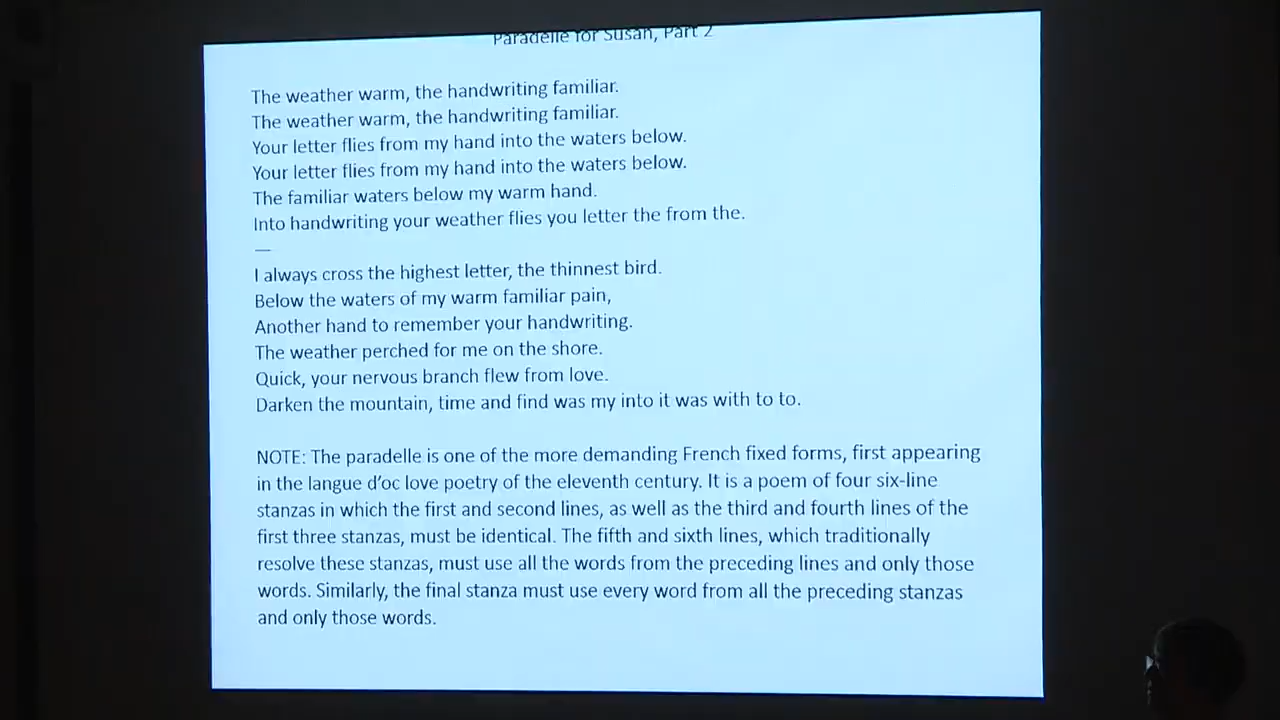 Paradelle for Susan, Part 2
The weather warm, the handwriting familiar.
The weather warm, the handwriting familiar.
Your letter flies from my hand into the waters below.
Your letter flies from my hand into the waters below.
The familiar waters below my warm hand.
Into handwriting your weather flies you letter the from the.
—
I always cross the highest letter, the thinnest bird.
Below the waters of my warm familiar pain,
Another hand to remember your handwriting.
The weather perched for me on the shore.
Quick, your nervous branch flew from love.
Darken the mountain, time and find was my into it was with to to.
NOTE: The paradelle is one of the more demanding French fixed forms, first appearing
in the langue d’oc love poetry of the eleventh century. It is a poem of four six-line
stanzas in which the first and second lines, as well as the third and fourth lines of the
first three stanzas, must be identical. The fifth and sixth lines, which traditionally
resolve these stanzas, must use all the words from the preceding lines and only those
words. Similarly, the final stanza must use every word from all the preceding stanzas
and only those words.